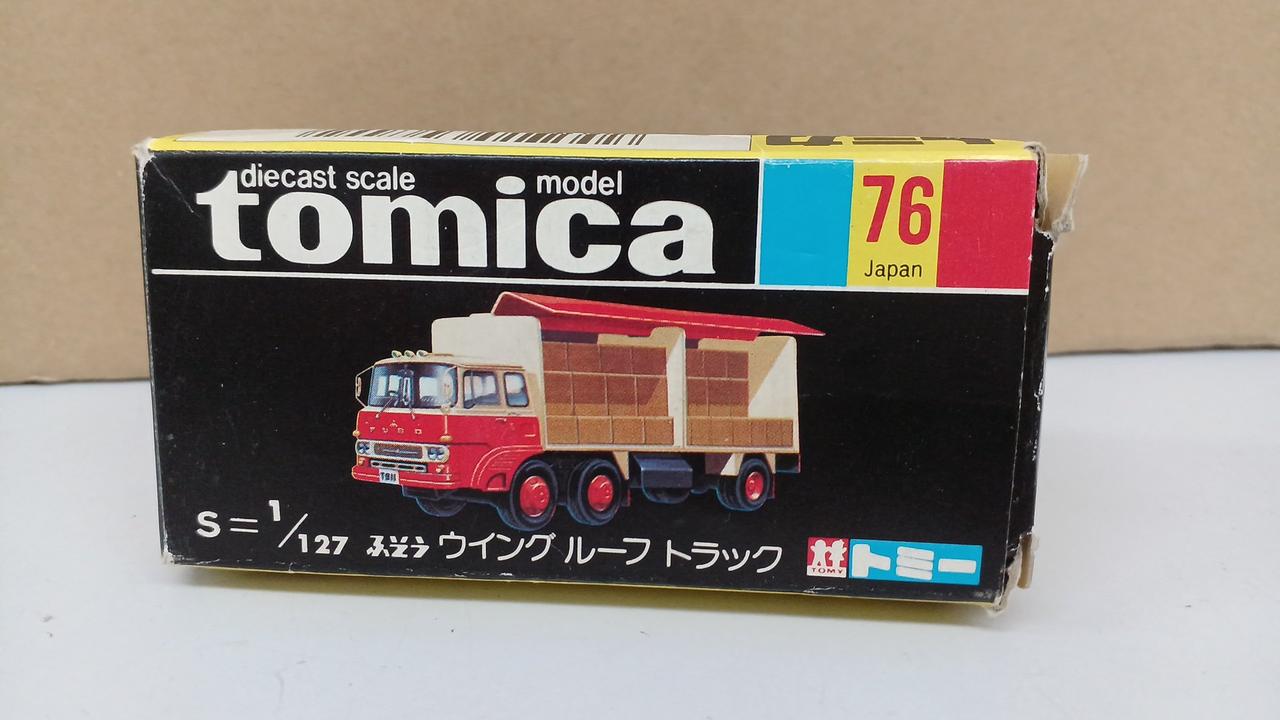 diecast scale model
tomica
76
Japan
FUSO
S=1/127 ふそう ウイング ルーフ トラック
TOMY
トミー